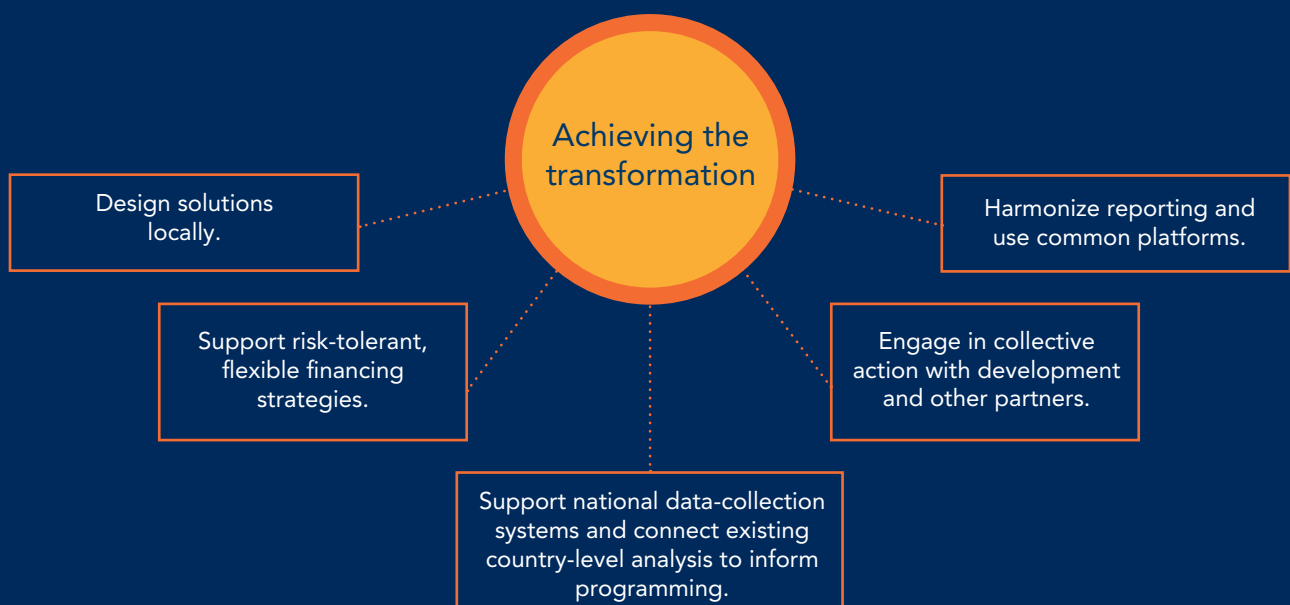 Achieving the
transformation
Design solutions
locally.
Support risk-tolerant,
flexible financing
strategies.
Support national data-collection
systems and connect existing
country-level analysis to inform
programming.
Engage in collective
action with development
and other partners.
Harmonize reporting and
use common platforms.